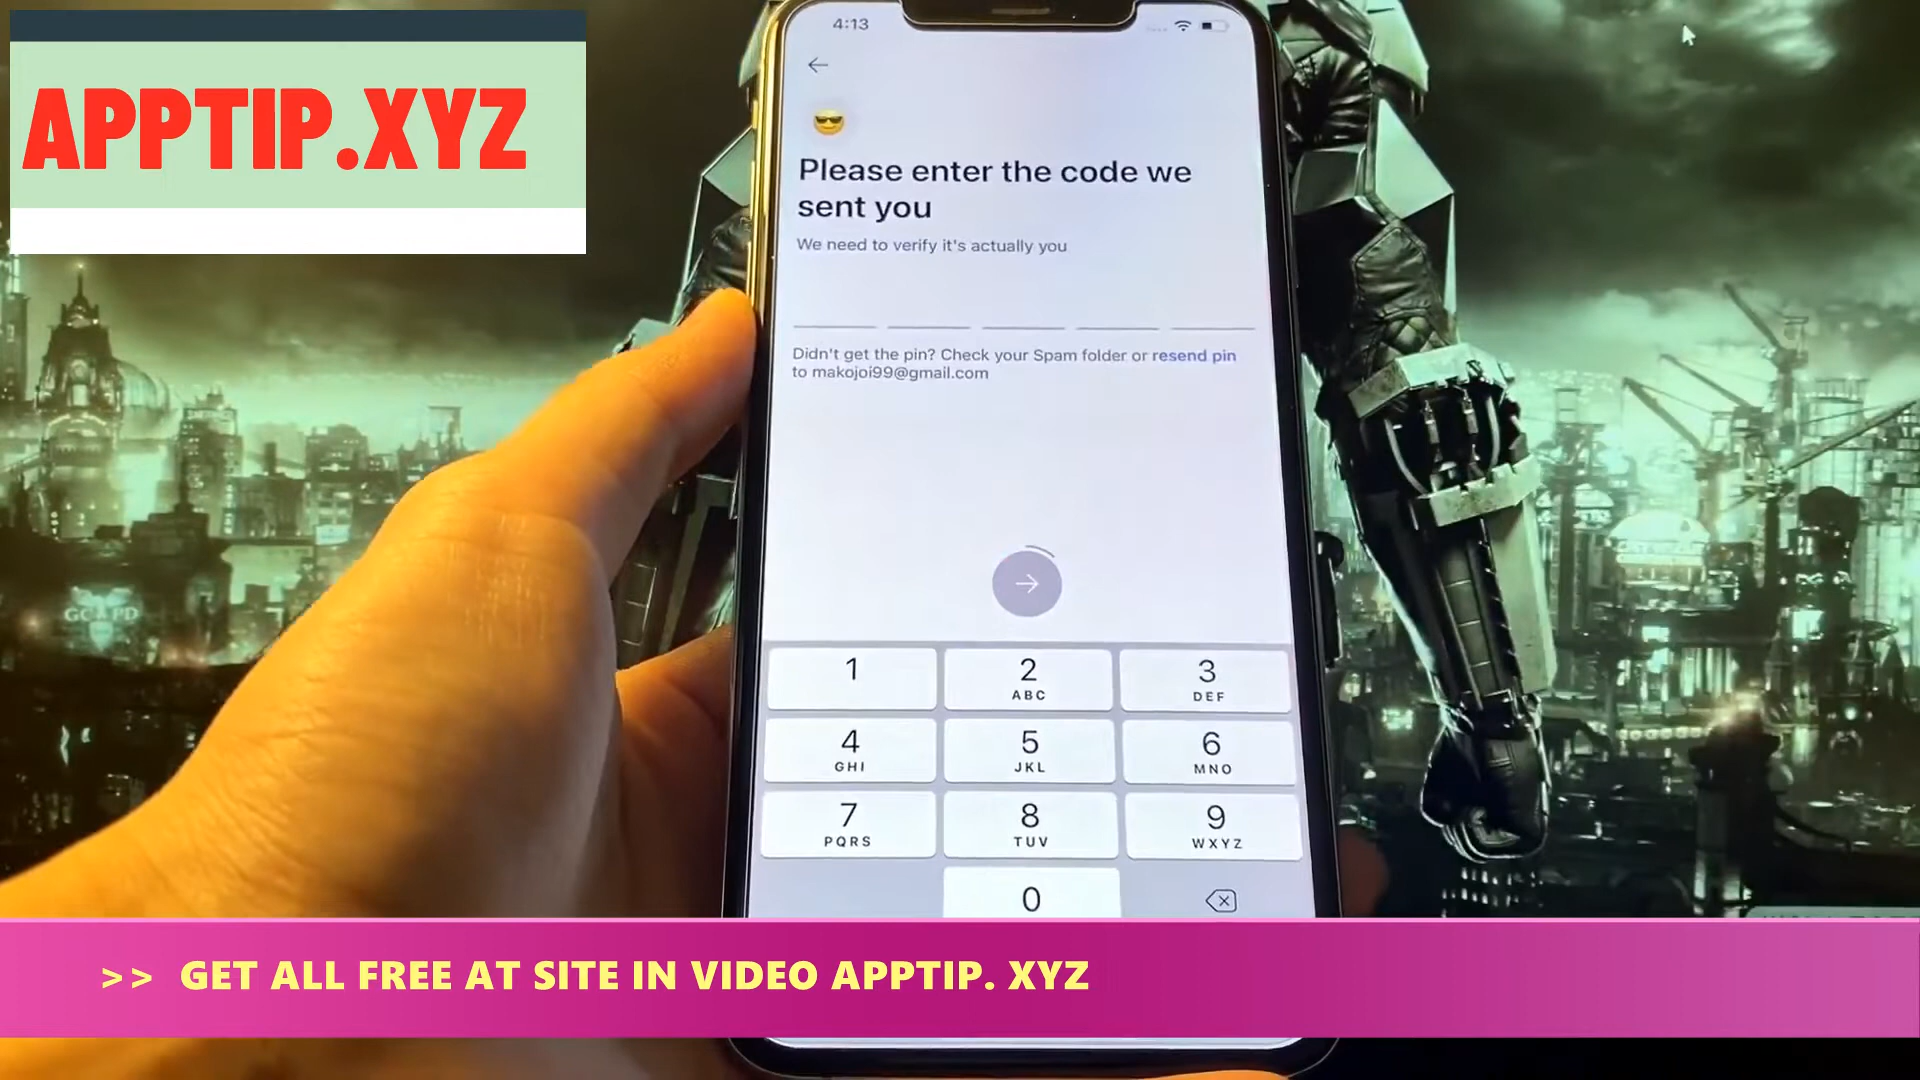 APPTIP.XYZ
4:13
Please enter the code we
sent you
We need to verify it's actually you
Didn't get the pin? Check your Spam folder or resend pin
to makojoi99@gmail.com
1
2
ABC
3
DEF
4
GHI
5
JKL
6
MNO
7
PQRS
8
TUV
9
WXYZ
0
GCPD
>> GET ALL FREE AT SITE IN VIDEO APPTIP. XYZ